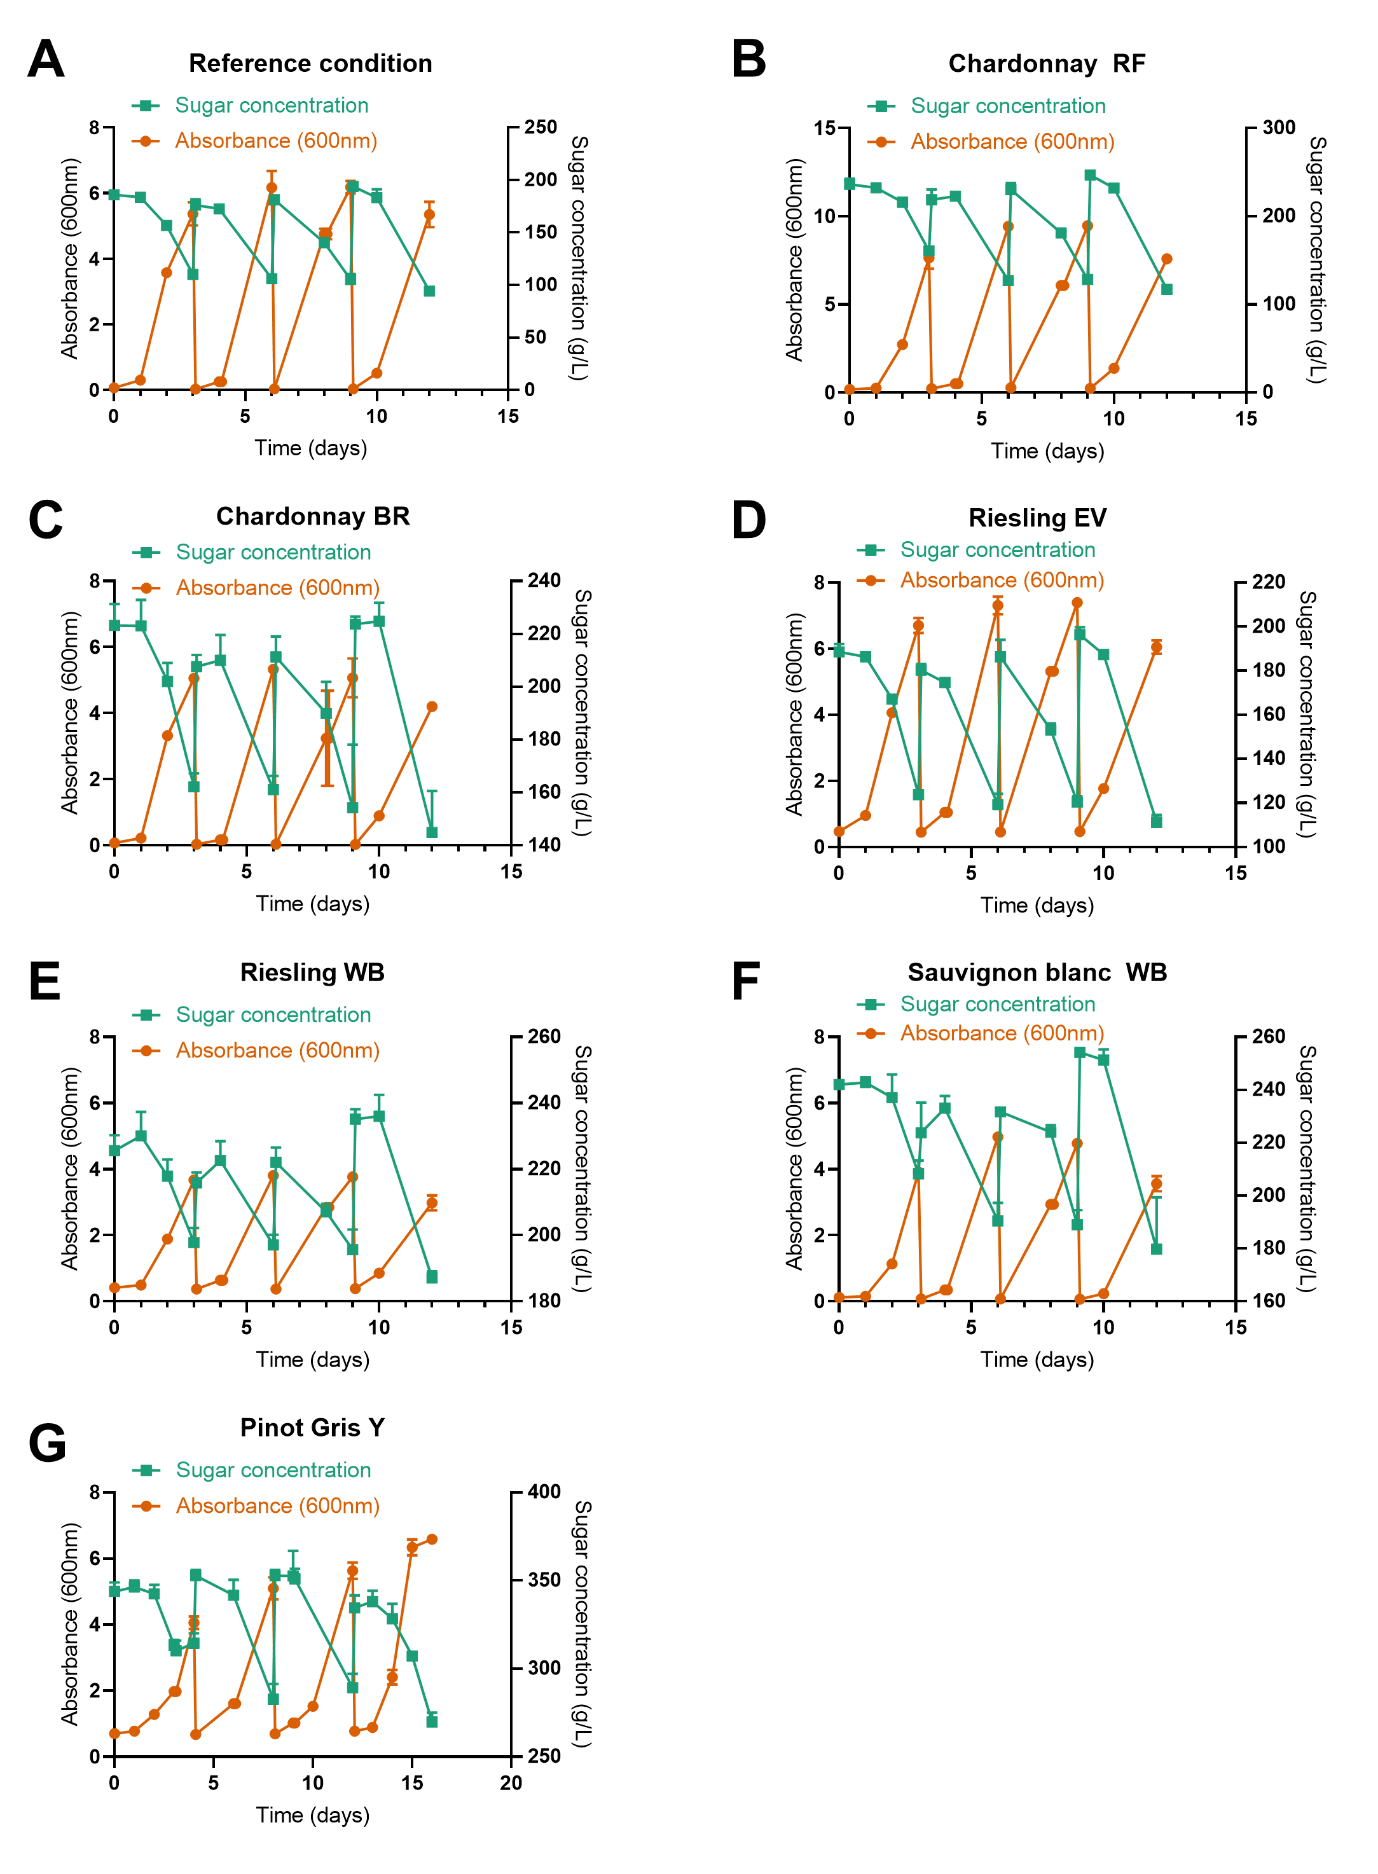 A
Reference condition
Sugar concentration
Absorbance (600nm)
8
6
4
2
0
Absorbance (600nm)
250
200
150
100
50
0
Sugar concentration (g/L)
0 5 10 15
Time (days)
B
Chardonnay RF
Sugar concentration
Absorbance (600nm)
15
10
5
0
Absorbance (600nm)
300
200
100
0
Sugar concentration (g/L)
0 5 10 15
Time (days)
C
Chardonnay BR
Sugar concentration
Absorbance (600nm)
8
6
4
2
0
Absorbance (600nm)
240
220
200
180
160
140
Sugar concentration (g/L)
0 5 10 15
Time (days)
D
Riesling EV
Sugar concentration
Absorbance (600nm)
8
6
4
2
0
Absorbance (600nm)
220
200
180
160
140
120
100
Sugar concentration (g/L)
0 5 10 15
Time (days)
E
Riesling WB
Sugar concentration
Absorbance (600nm)
8
6
4
2
0
Absorbance (600nm)
260
240
220
200
180
Sugar concentration (g/L)
0 5 10 15
Time (days)
F
Sauvignon blanc WB
Sugar concentration
Absorbance (600nm)
8
6
4
2
0
Absorbance (600nm)
260
240
220
200
180
160
Sugar concentration (g/L)
0 5 10 15
Time (days)
G
Pinot Gris Y
Sugar concentration
Absorbance (600nm)
8
6
4
2
0
Absorbance (600nm)
400
350
300
250
Sugar concentration (g/L)
0 5 10 15 20
Time (days)